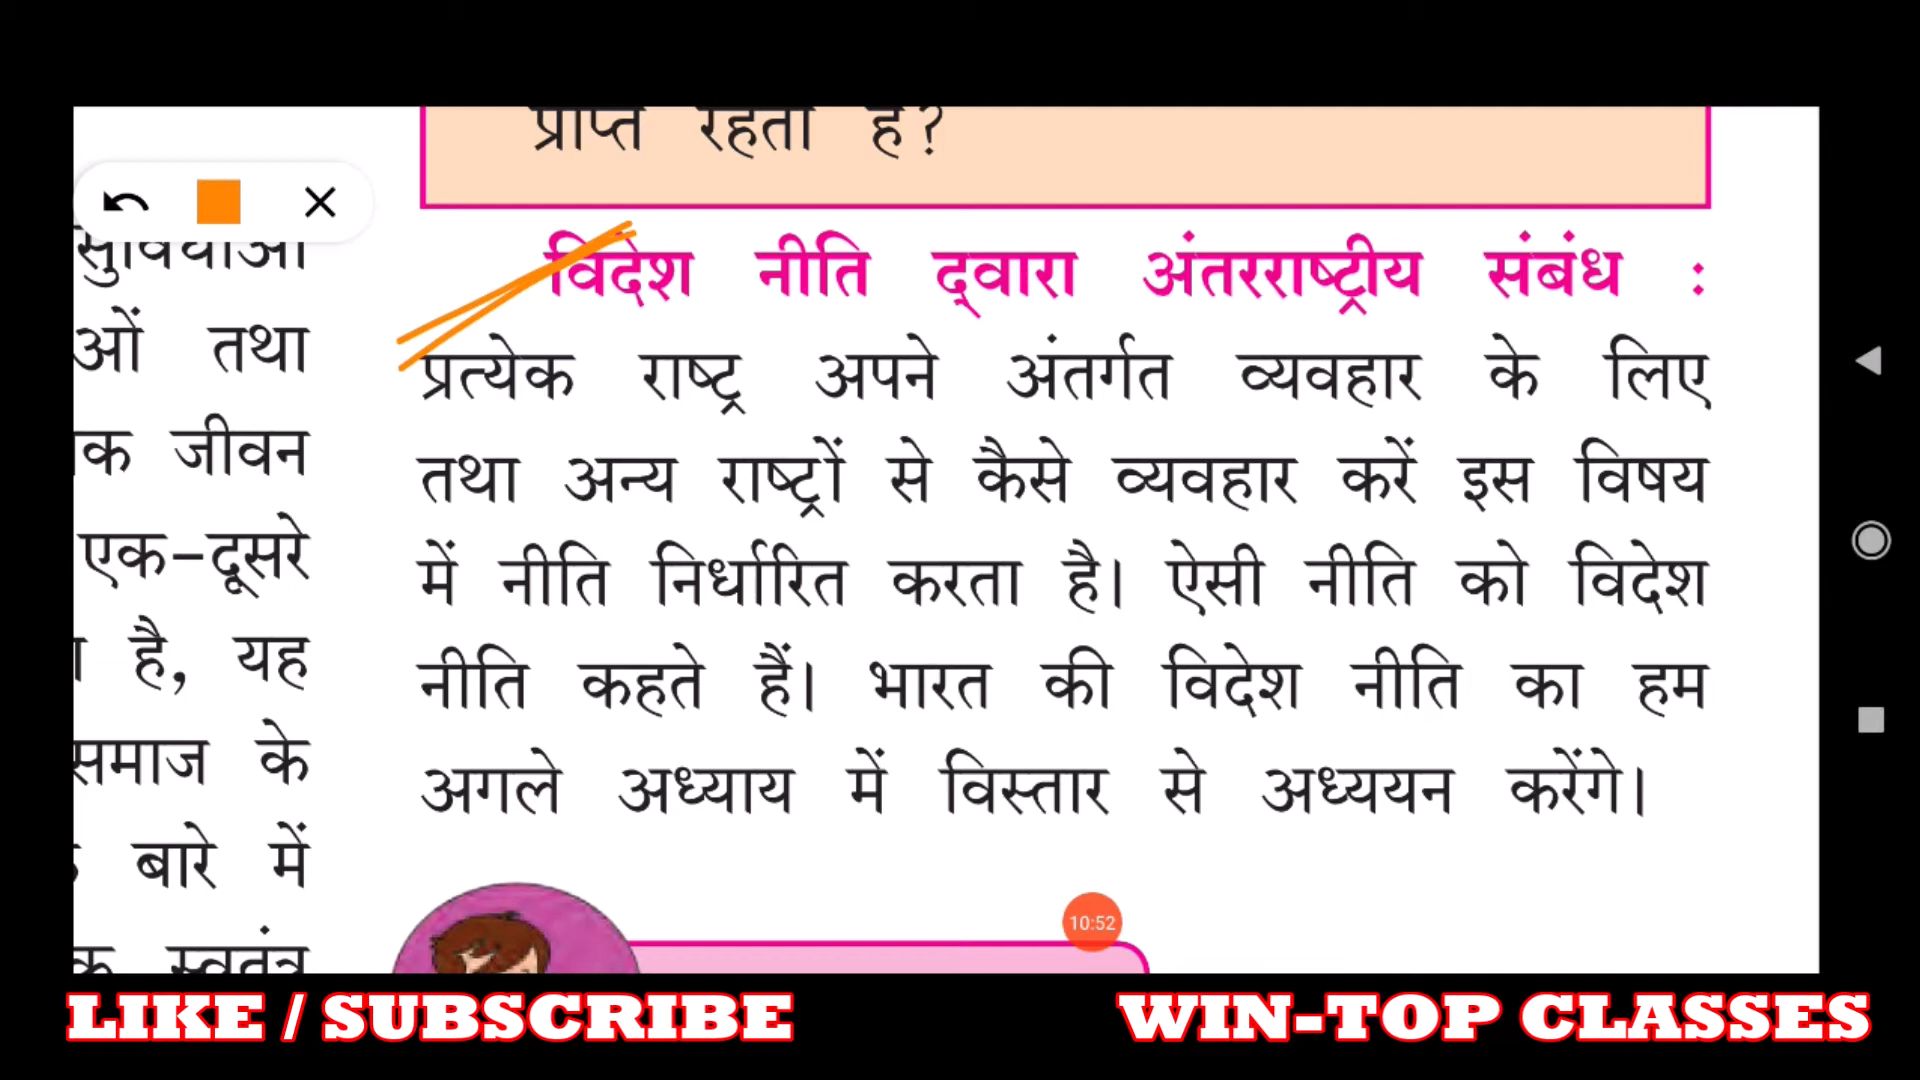 प्राप्त रहता है?
सुविधाओं
ओं तथा
क जीवन
एक-दूसरे
है, यह
समाज के
बारे में
क स्वतंत्र
विदेश नीति द्‌वारा अंतरराष्ट्रीय संबंध :
प्रत्येक राष्ट्र अपने अंतर्गत व्यवहार के लिए
तथा अन्य राष्ट्रों से कैसे व्यवहार करें इस विषय
में नीति निर्धारित करता है। ऐसी नीति को विदेश
नीति कहते हैं। भारत की विदेश नीति का हम
अगले अध्याय में विस्तार से अध्ययन करेंगे।
10:52
LIKE / SUBSCRIBE
WIN-TOP CLASSES